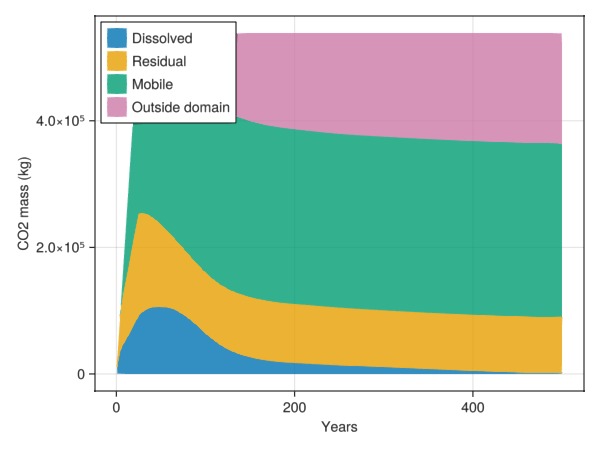 Dissolved
Residual
Mobile
Outside domain
4.0×10⁵
2.0×10⁵
0
CO2 mass (kg)
0 200 400
Years